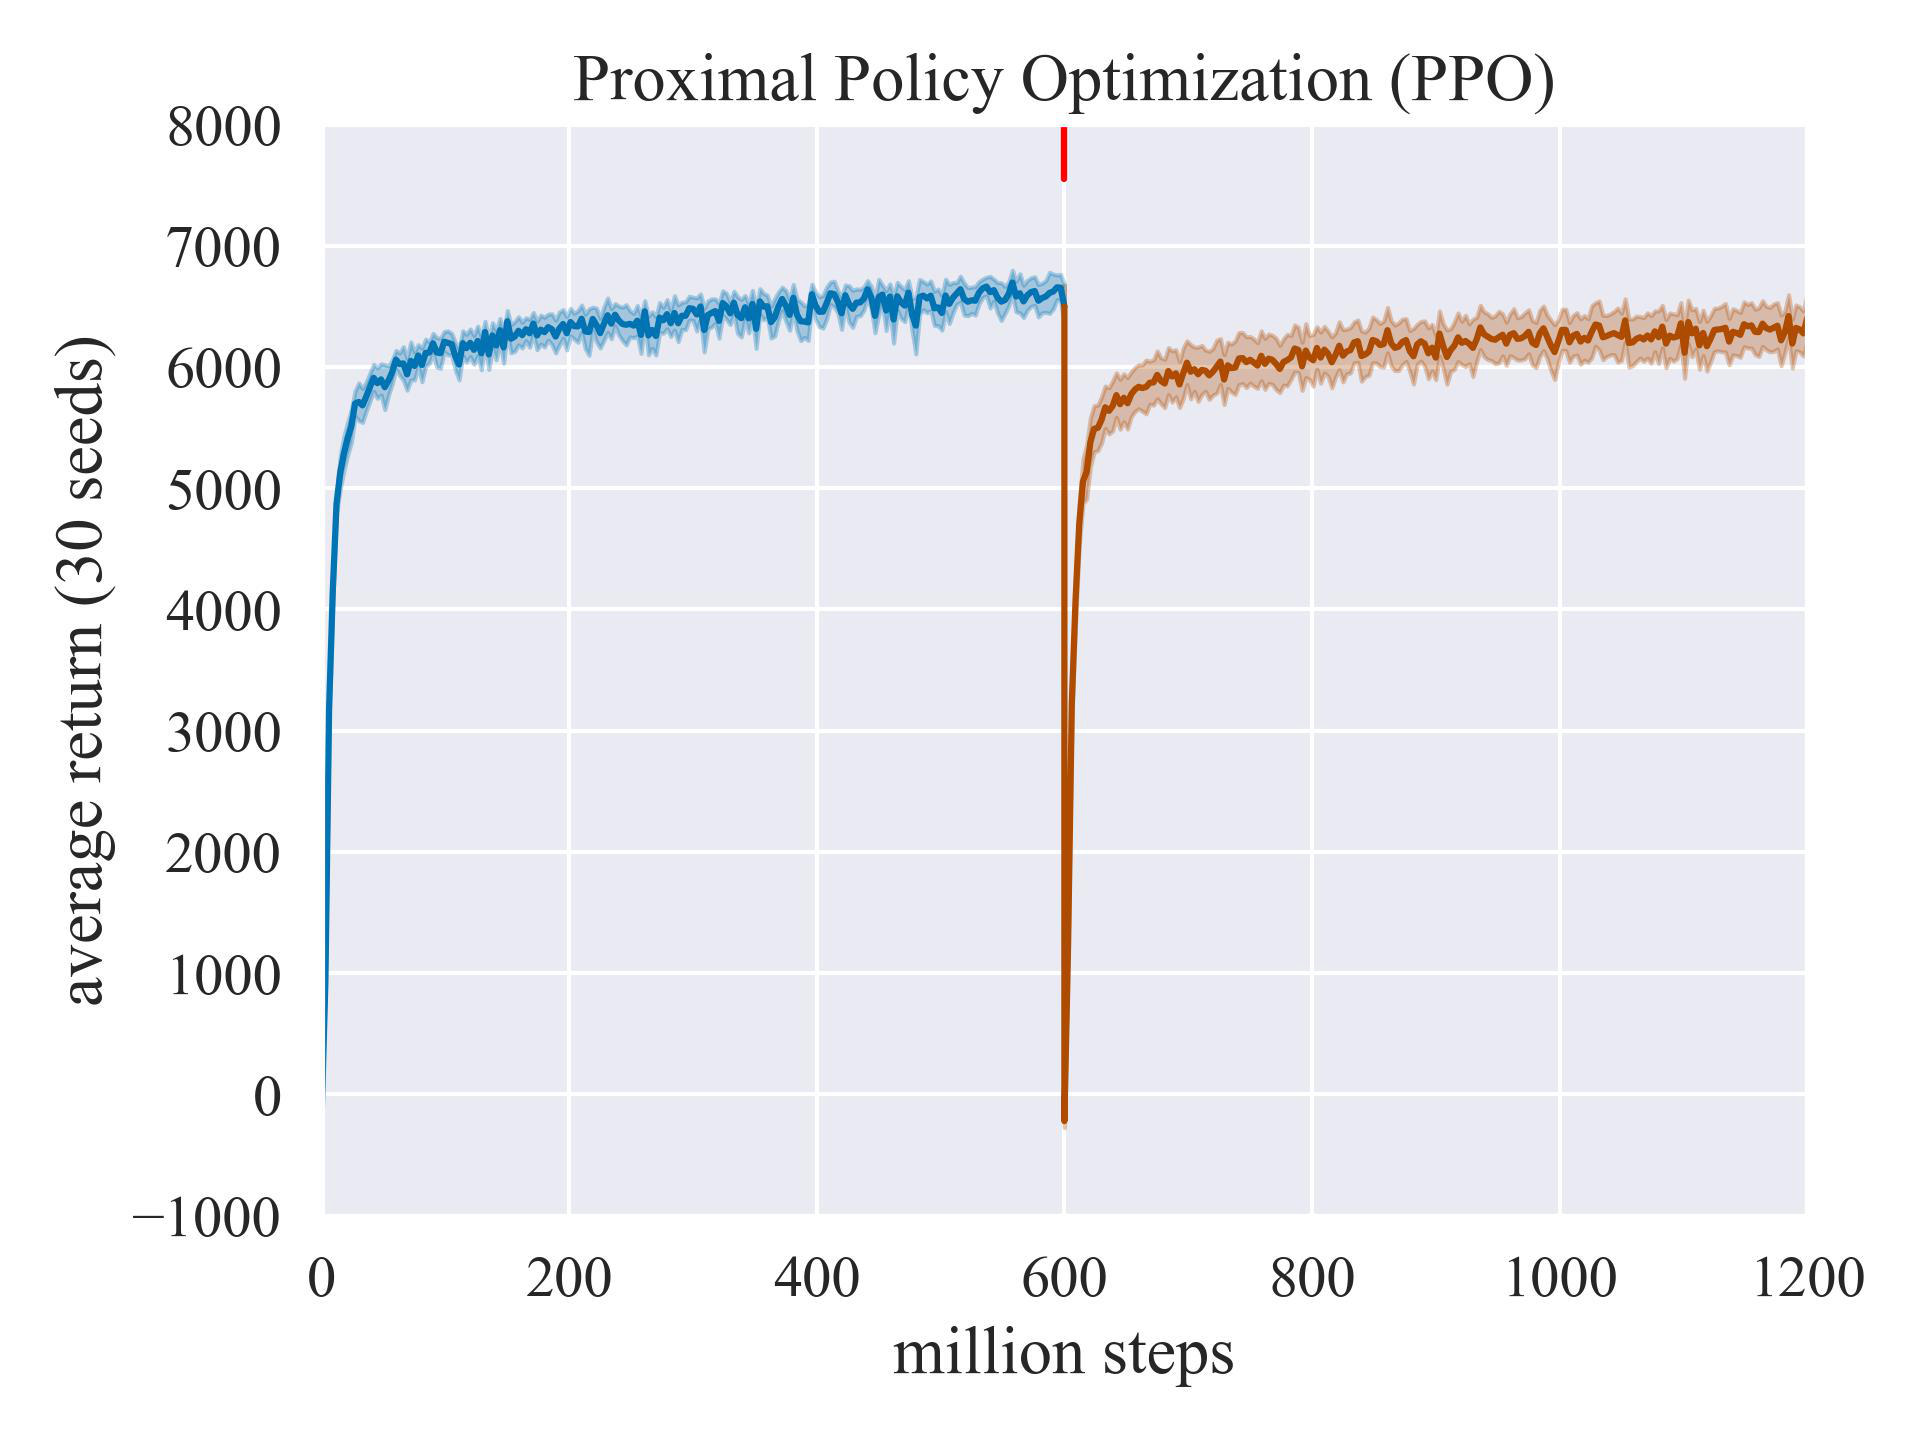 Proximal Policy Optimization (PPO)
8000
7000
6000
5000
4000
3000
2000
1000
0
−1000
average return (30 seeds)
0 200 400 600 800 1000 1200
million steps